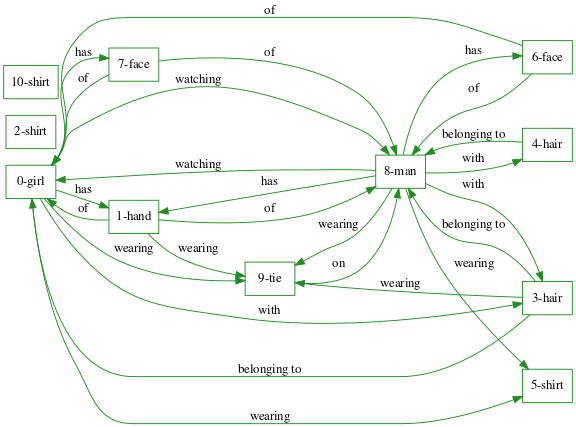 of
has
7-face
of
has
6-face
10-shirt
of
watching
of
2-shirt
belonging to
4-hair
with
0-girl
watching
8-man
with
has
has
of
1-hand
of
wearing
belonging to
wearing
wearing
wearing
on
9-tie
wearing
3-hair
with
belonging to
5-shirt
wearing